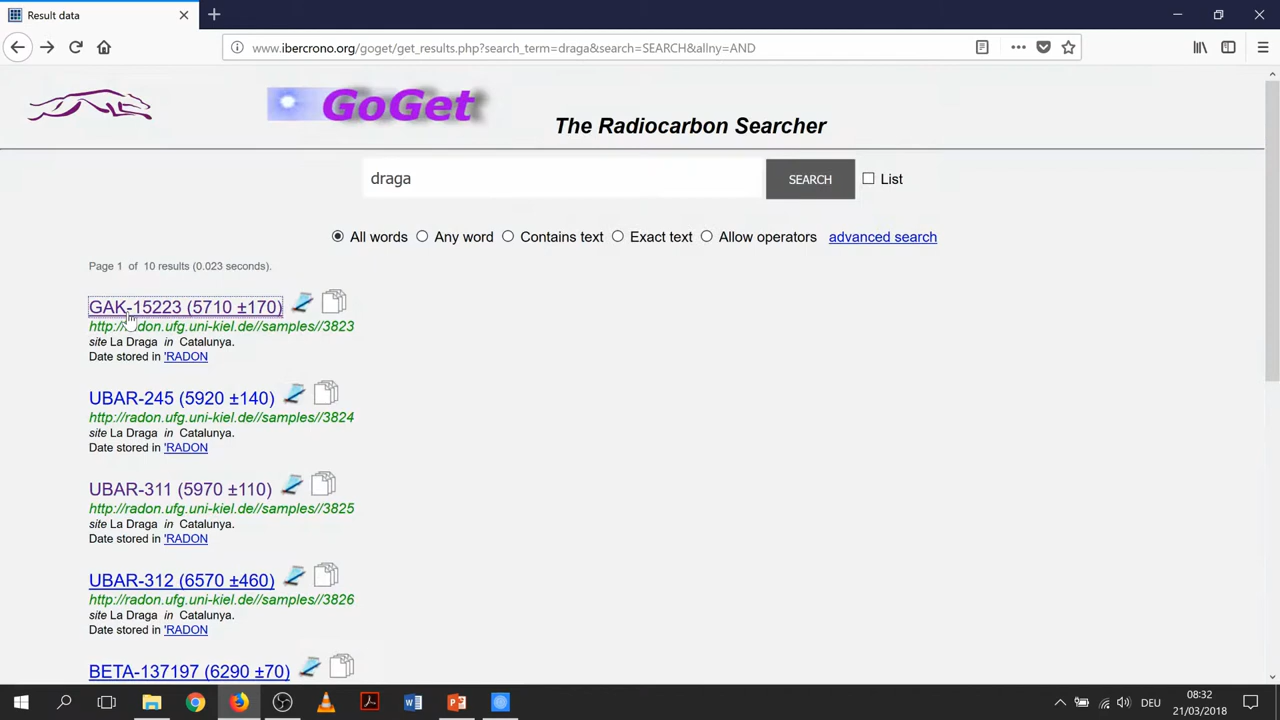 Result data
www.ibercrono.org/goget/get_results.php?search_term=draga&search=SEARCH&allny=AND
GoGet
The Radiocarbon Searcher
draga
SEARCH
List
All words
Any word
Contains text
Exact text
Allow operators
advanced search
Page 1 of 10 results (0.023 seconds).
GAK-15223 (5710 ±170)
http://radon.ufg.uni-kiel.de//samples//3823
site La Draga in Catalunya.
Date stored in 'RADON
UBAR-245 (5920 ±140)
http://radon.ufg.uni-kiel.de//samples//3824
site La Draga in Catalunya.
Date stored in 'RADON
UBAR-311 (5970 ±110)
http://radon.ufg.uni-kiel.de//samples//3825
site La Draga in Catalunya.
Date stored in 'RADON
UBAR-312 (6570 ±460)
http://radon.ufg.uni-kiel.de//samples//3826
site La Draga in Catalunya.
Date stored in 'RADON
BETA-137197 (6290 ±70)
DEU
08:32
21/03/2018